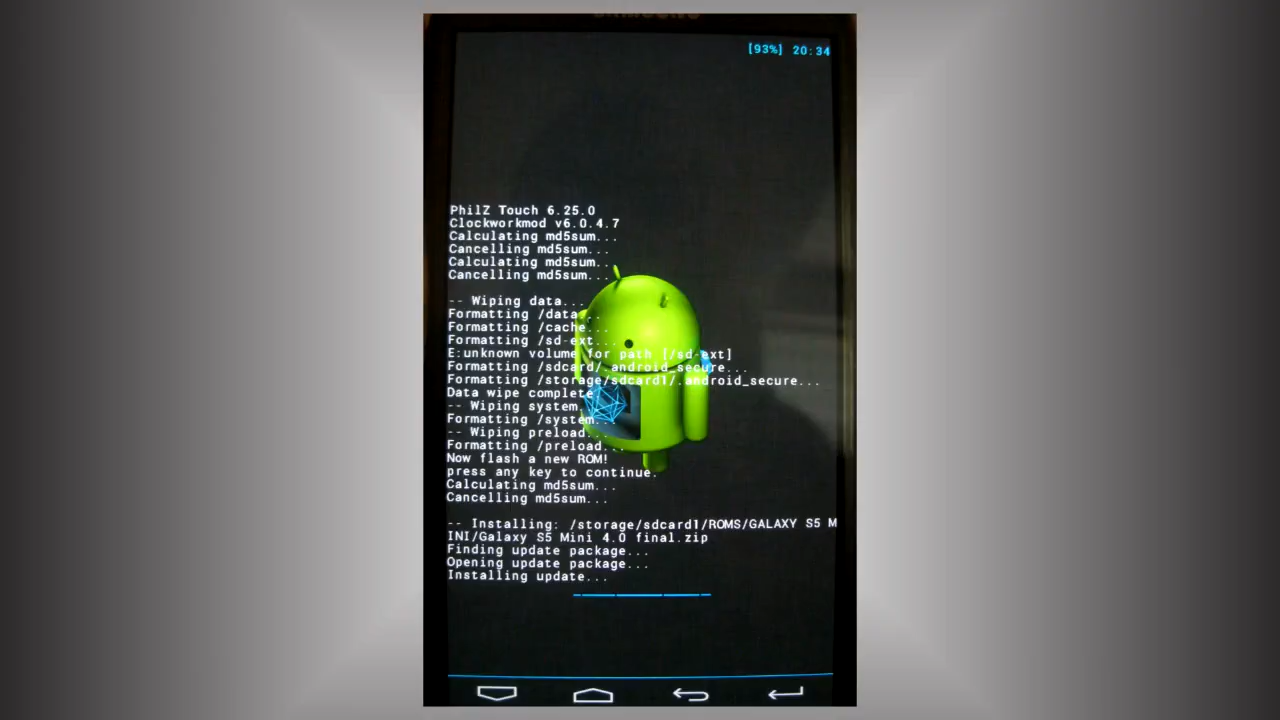 [93%] 20:34
PhilZ Touch 6.25.0
Clockworkmod v6.0.4.7
Calculating md5sum...
Cancelling md5sum...
Calculating md5sum...
Cancelling md5sum...
-- Wiping data...
Formatting /data...
Formatting /cache...
Formatting /sd-ext...
E:unknown volume for path [/sd-ext]
Formatting /sdcard/.android_secure...
Formatting /storage/sdcard1/.android_secure...
Data wipe complete.
-- Wiping system...
Formatting /system...
-- Wiping preload...
Formatting /preload...
Now flash a new ROM!
press any key to continue.
Calculating md5sum...
Cancelling md5sum...
-- Installing: /storage/sdcard1/ROMS/GALAXY S5 M
INI/Galaxy S5 Mini 4.0 final.zip
Finding update package...
Opening update package...
Installing update...